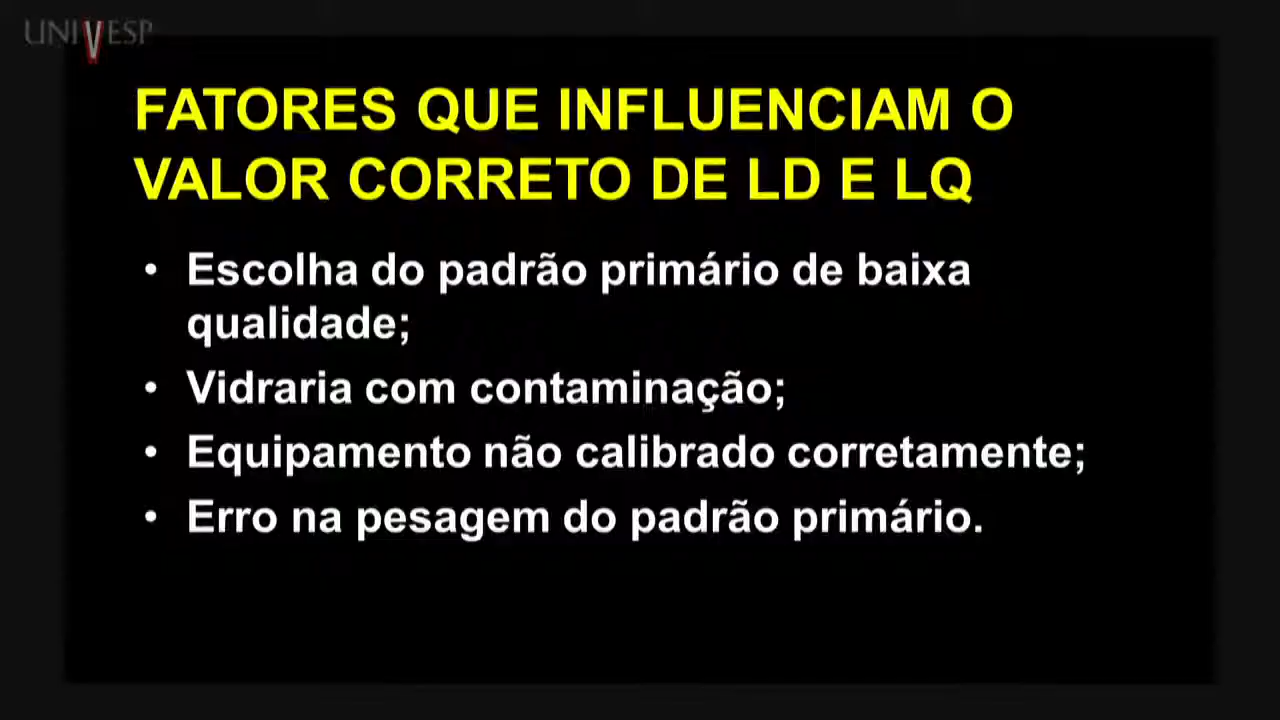 UNIVESP
FATORES QUE INFLUENCIAM O
VALOR CORRETO DE LD E LQ
• Escolha do padrão primário de baixa
qualidade;
• Vidraria com contaminação;
• Equipamento não calibrado corretamente;
• Erro na pesagem do padrão primário.